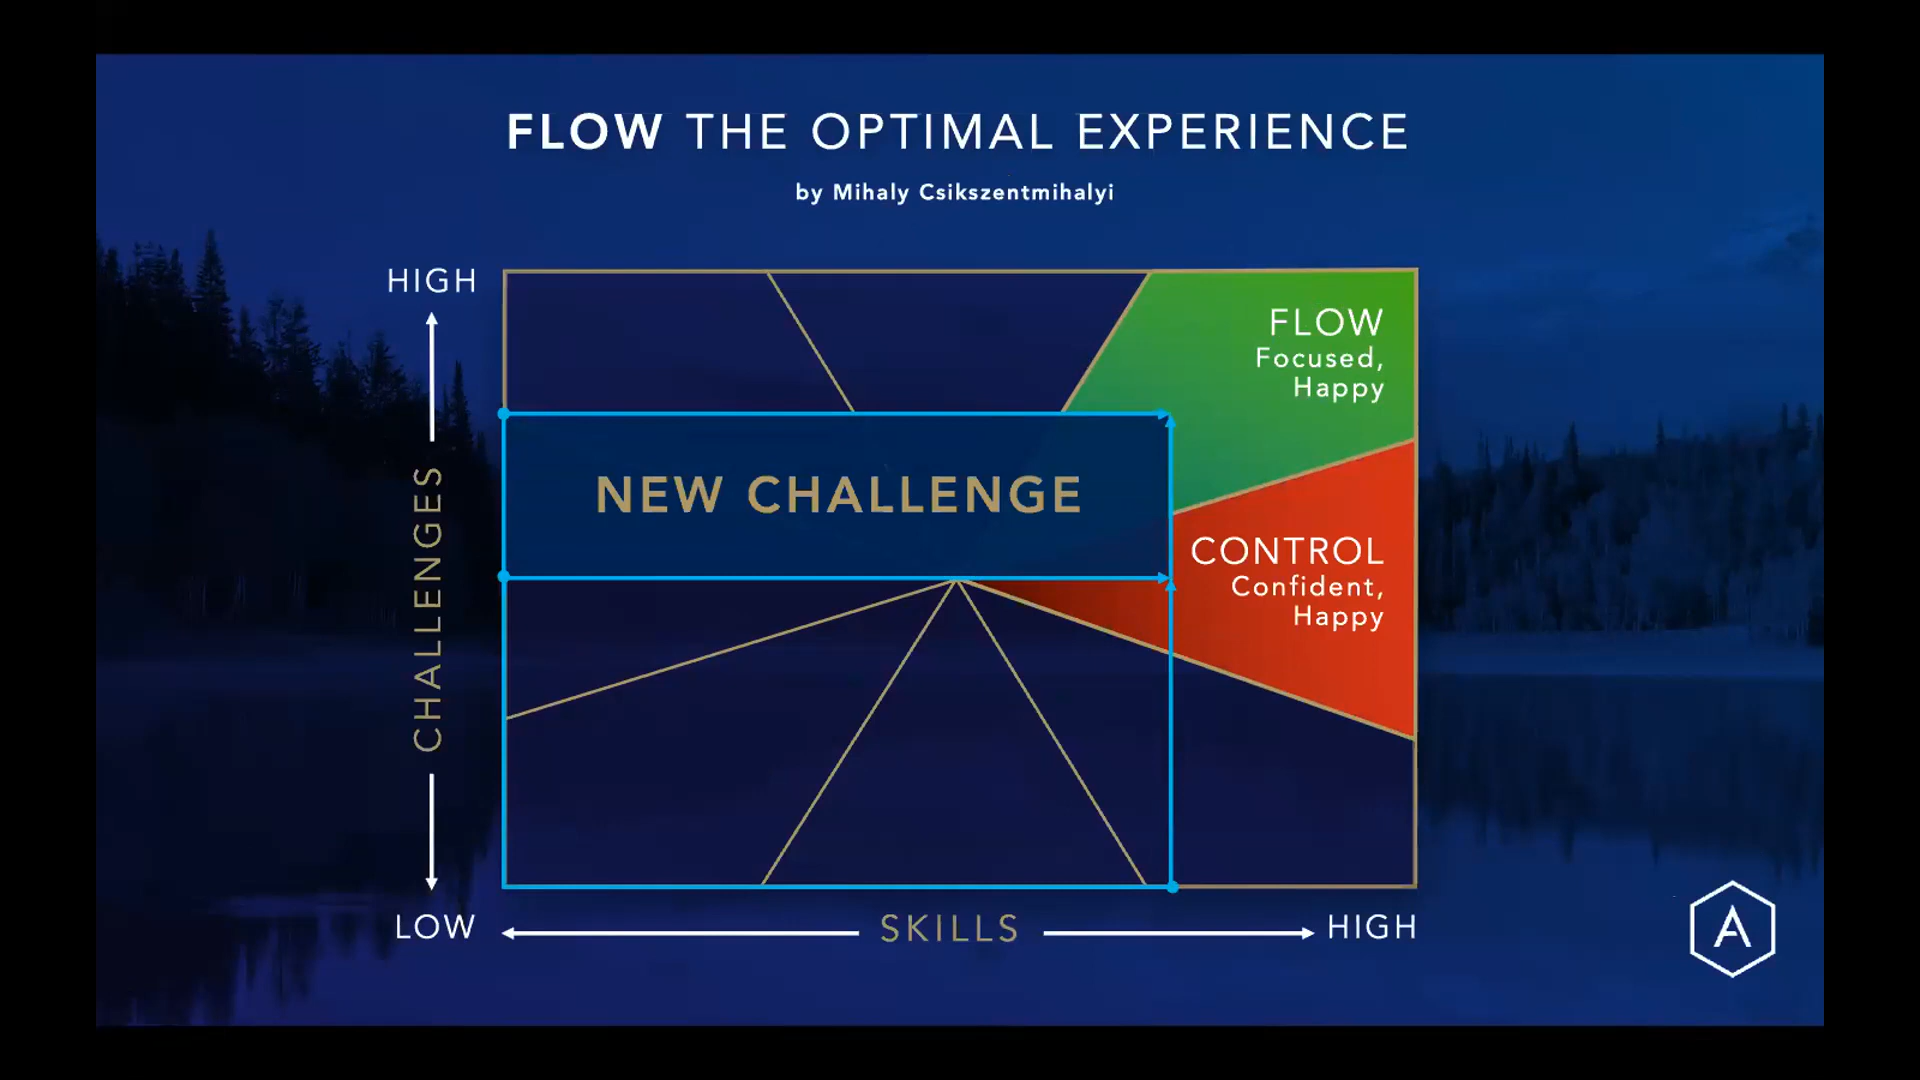 FLOW THE OPTIMAL EXPERIENCE
by Mihaly Csikszentmihalyi
HIGH
FLOW
Focused,
Happy
NEW CHALLENGE
CHALLENGES
CONTROL
Confident,
Happy
LOW
SKILLS
HIGH
A